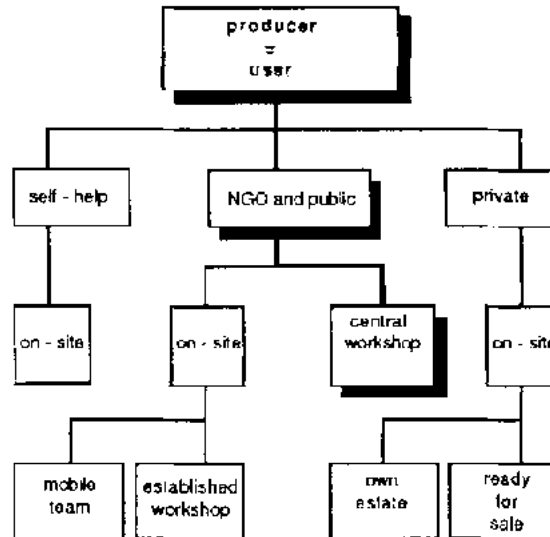 producer
=
user
self - help
NGO and public
private
on - site
on - site
central
workshop
on - site
mobile
team
established
workshop
own
estate
ready
for
sale